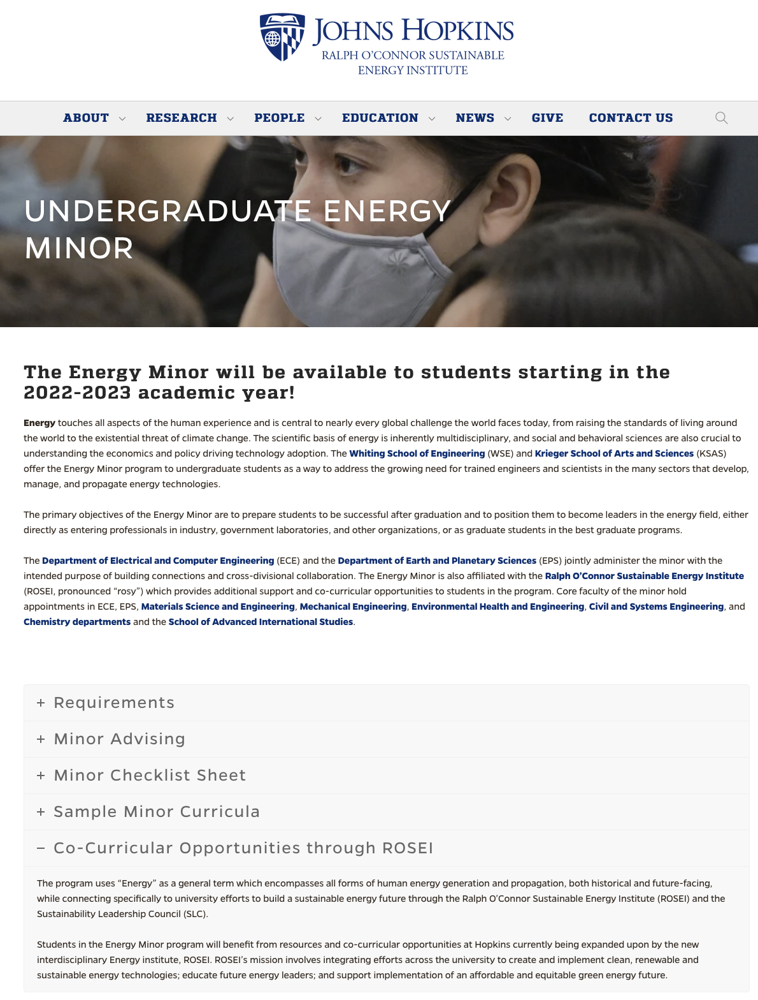 JOHNS HOPKINS
RALPH O’CONNOR SUSTAINABLE
ENERGY INSTITUTE
ABOUT RESEARCH PEOPLE EDUCATION NEWS GIVE CONTACT US
UNDERGRADUATE ENERGY
MINOR
The Energy Minor will be available to students starting in the
2022-2023 academic year!
Energy touches all aspects of the human experience and is central to nearly every global challenge the world faces today, from raising the standards of living around
the world to the existential threat of climate change. The scientific basis of energy is inherently multidisciplinary, and social and behavioral sciences are also crucial to
understanding the economics and policy driving technology adoption. The Whiting School of Engineering (WSE) and Krieger School of Arts and Sciences (KSAS)
offer the Energy Minor program to undergraduate students as a way to address the growing need for trained engineers and scientists in the many sectors that develop,
manage, and propagate energy technologies.
The primary objectives of the Energy Minor are to prepare students to be successful after graduation and to position them to become leaders in the energy field, either
directly as entering professionals in industry, government laboratories, and other organizations, or as graduate students in the best graduate programs.
The Department of Electrical and Computer Engineering (ECE) and the Department of Earth and Planetary Sciences (EPS) jointly administer the minor with the
intended purpose of building connections and cross-divisional collaboration. The Energy Minor is also affiliated with the Ralph O’Connor Sustainable Energy Institute
(ROSEI, pronounced “rosy”) which provides additional support and co-curricular opportunities to students in the program. Core faculty of the minor hold
appointments in ECE, EPS, Materials Science and Engineering, Mechanical Engineering, Environmental Health and Engineering, Civil and Systems Engineering, and
Chemistry departments and the School of Advanced International Studies.
+ Requirements
+ Minor Advising
+ Minor Checklist Sheet
+ Sample Minor Curricula
− Co-Curricular Opportunities through ROSEI
The program uses “Energy” as a general term which encompasses all forms of human energy generation and propagation, both historical and future-facing,
while connecting specifically to university efforts to build a sustainable energy future through the Ralph O’Connor Sustainable Energy Institute (ROSEI) and the
Sustainability Leadership Council (SLC).
Students in the Energy Minor program will benefit from resources and co-curricular opportunities at Hopkins currently being expanded upon by the new
interdisciplinary Energy institute, ROSEI. ROSEI’s mission involves integrating efforts across the university to create and implement clean, renewable and
sustainable energy technologies; educate future energy leaders; and support implementation of an affordable and equitable green energy future.